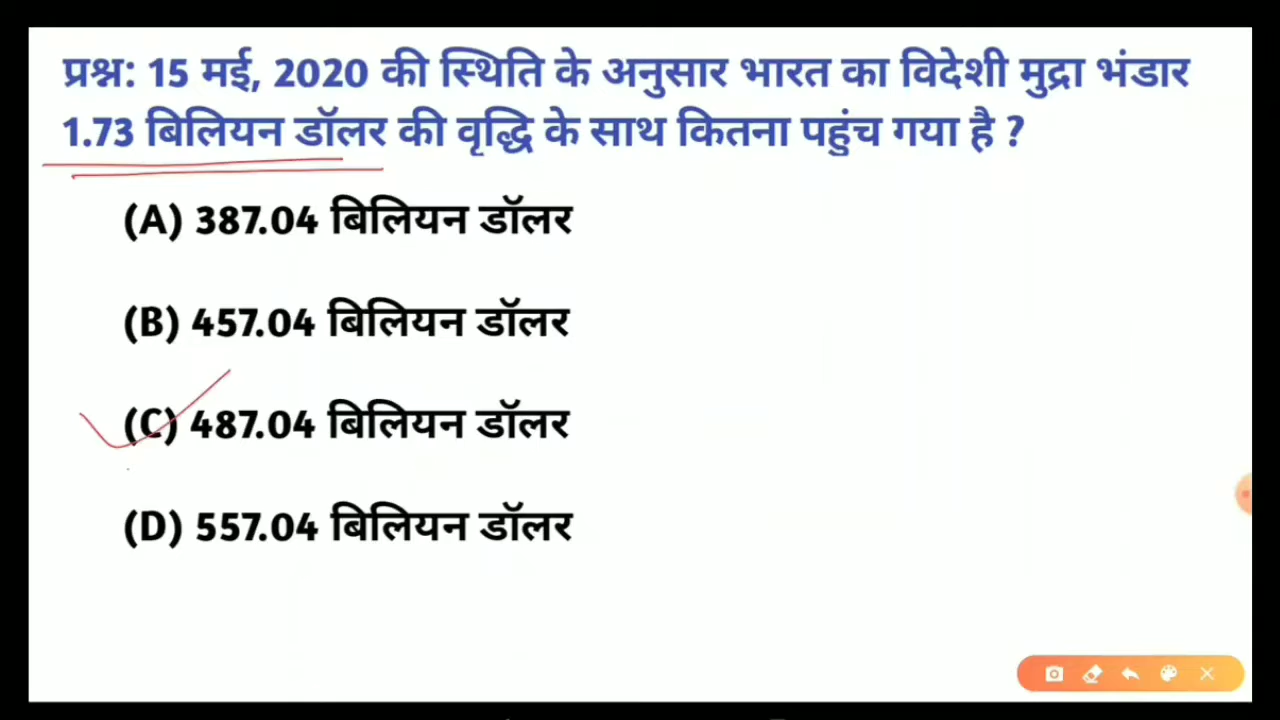 प्रश्न: 15 मई, 2020 की स्थिति के अनुसार भारत का विदेशी मुद्रा भंडार
1.73 बिलियन डॉलर की वृद्धि के साथ कितना पहुंच गया है ?
(A) 387.04 बिलियन डॉलर
(B) 457.04 बिलियन डॉलर
(C) 487.04 बिलियन डॉलर
(D) 557.04 बिलियन डॉलर